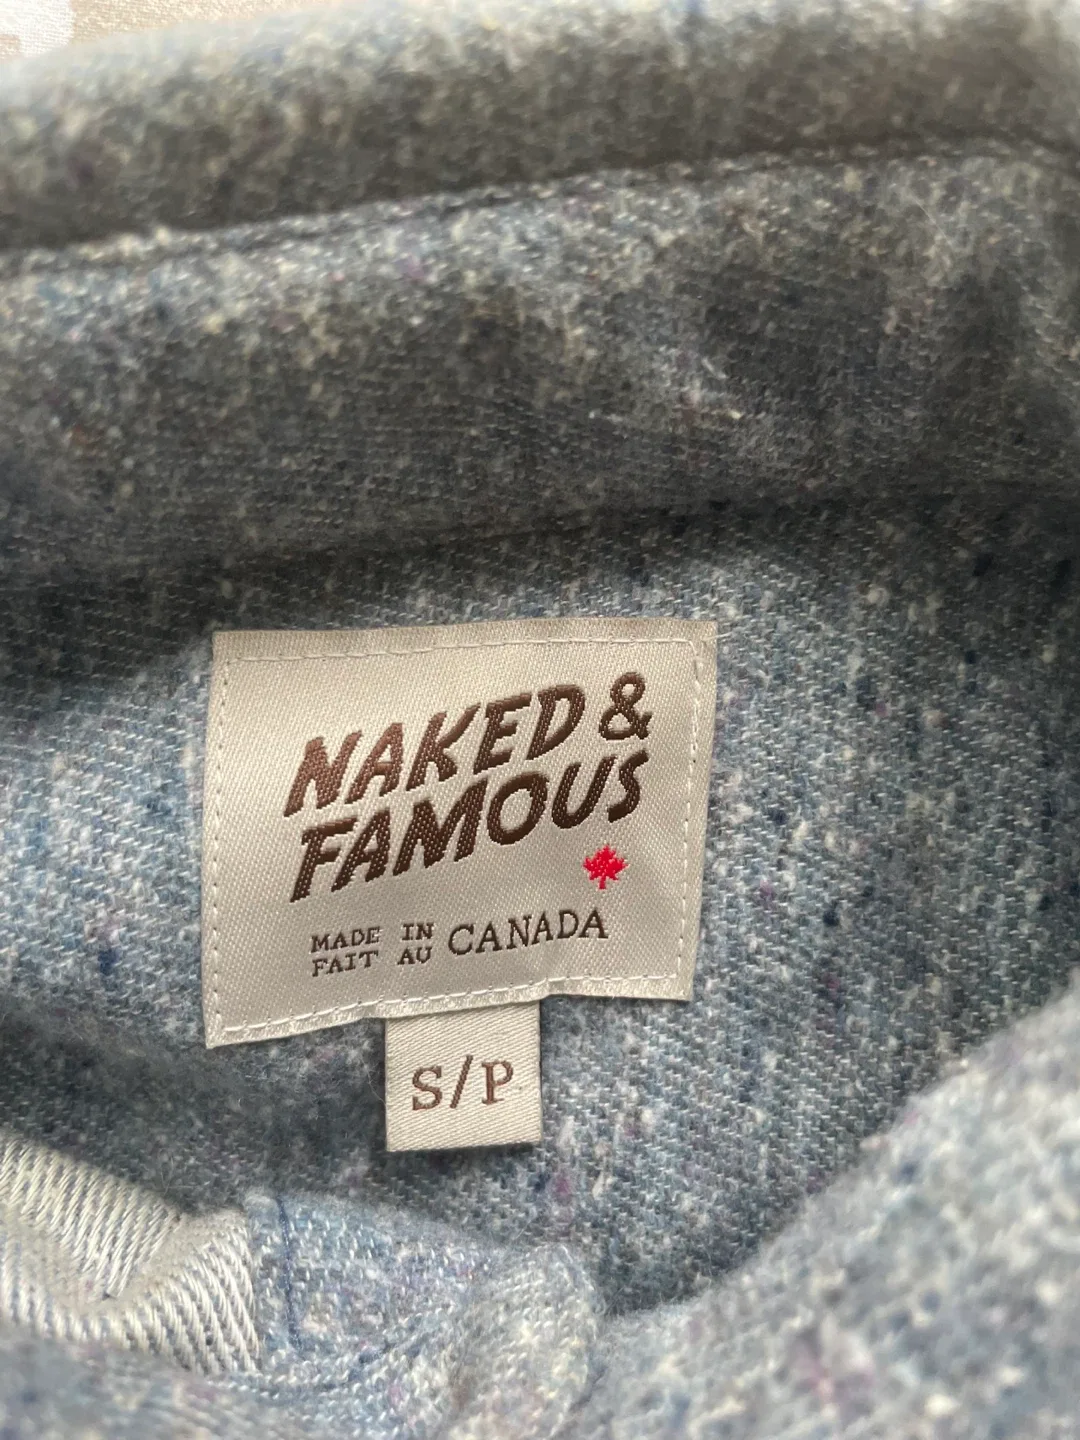 NAKED &
FAMOUS
MADE IN
FAIT AU CANADA
S/P